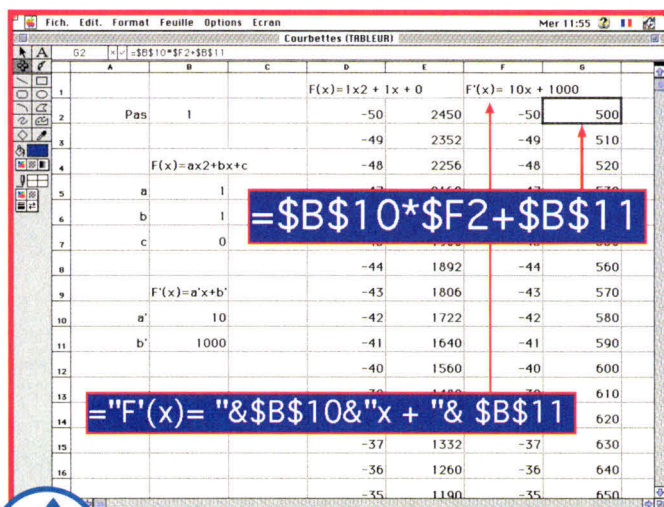 Fich. Edit. Format Feuille Options Ecran Mer 11:55
Courbettes (TABLEUR)
G2 =$B$10*$F2+$B$11
A B C D E F G
1 F(x)=1x2 + 1x + 0 F'(x)= 10x + 1000
2 Pas 1 -50 2450 -50 500
3 -49 2352 -49 510
4 F(x)=ax2+bx+c -48 2256 -48 520
5 a 1
6 b 1
=$B$10*$F2+$B$11
7 c 0
8 -44 1892 -44 560
9 F'(x)=a'x+b' -43 1806 -43 570
10 a' 10 -42 1722 -42 580
11 b' 1000 -41 1640 -41 590
12 -40 1560 -40 600
13 610
="F'(x)= "&$B$10&"x + "& $B$11
14 620
15 -37 1332 -37 630
16 -36 1260 -36 640
-35 1190 -35 650